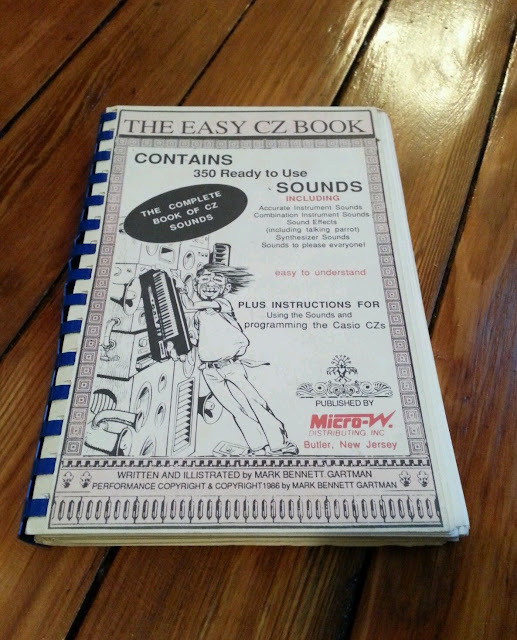 THE EASY CZ BOOK
CONTAINS
350 Ready to Use
SOUNDS
INCLUDING
Accurate Instrument Sounds
Combination Instrument Sounds
Sound Effects
(including talking parrot)
Synthesizer Sounds
Sounds to please everyone!
THE COMPLETE
BOOK OF CZ
SOUNDS
easy to understand
PLUS INSTRUCTIONS FOR
Using the Sounds and
programming the Casio CZs
PUBLISHED BY
Micro-W.
DISTRIBUTING, INC
Butler, New Jersey
WRITTEN AND ILLUSTRATED by MARK BENNETT GARTMAN
PERFORMANCE COPYRIGHT & COPYRIGHT 1986 by MARK BENNETT GARTMAN